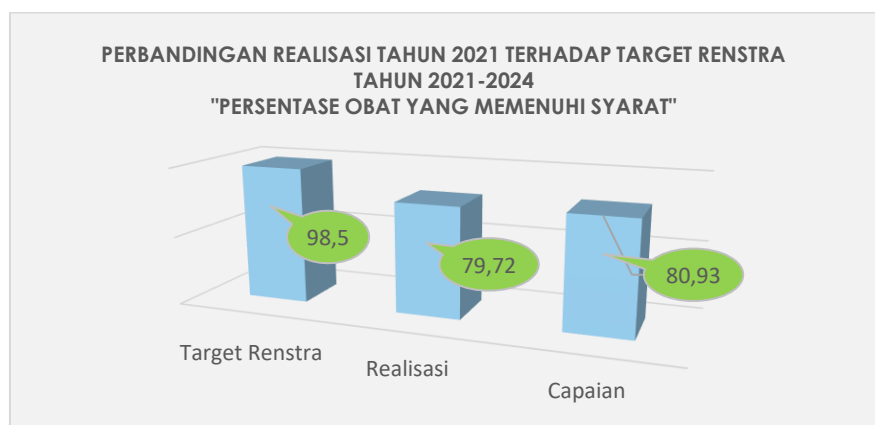 PERBANDINGAN REALISASI TAHUN 2021 TERHADAP TARGET RENSTRA
TAHUN 2021-2024
"PERSENTASE OBAT YANG MEMENUHI SYARAT"
98,5
79,72
80,93
Target Renstra
Realisasi
Capaian